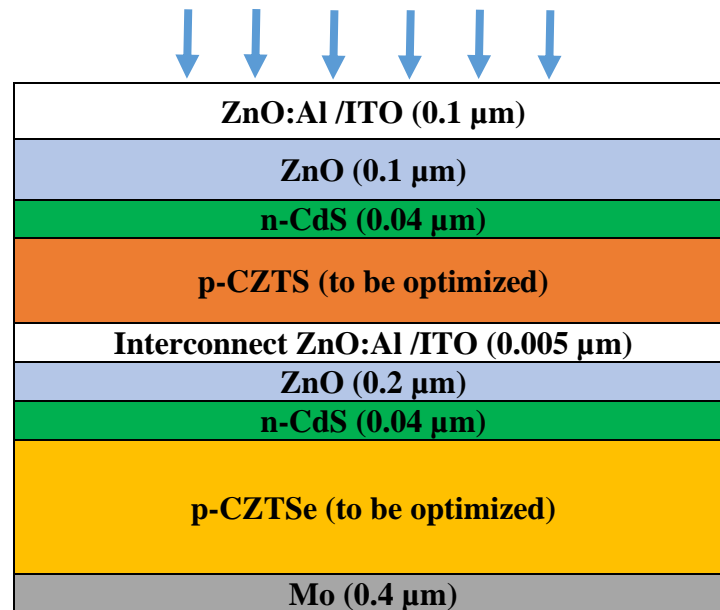 ZnO:Al /ITO (0.1 µm)
ZnO (0.1 µm)
n-CdS (0.04 µm)
p-CZTS (to be optimized)
Interconnect ZnO:Al /ITO (0.005 µm)
ZnO (0.2 µm)
n-CdS (0.04 µm)
p-CZTSe (to be optimized)
Mo (0.4 µm)